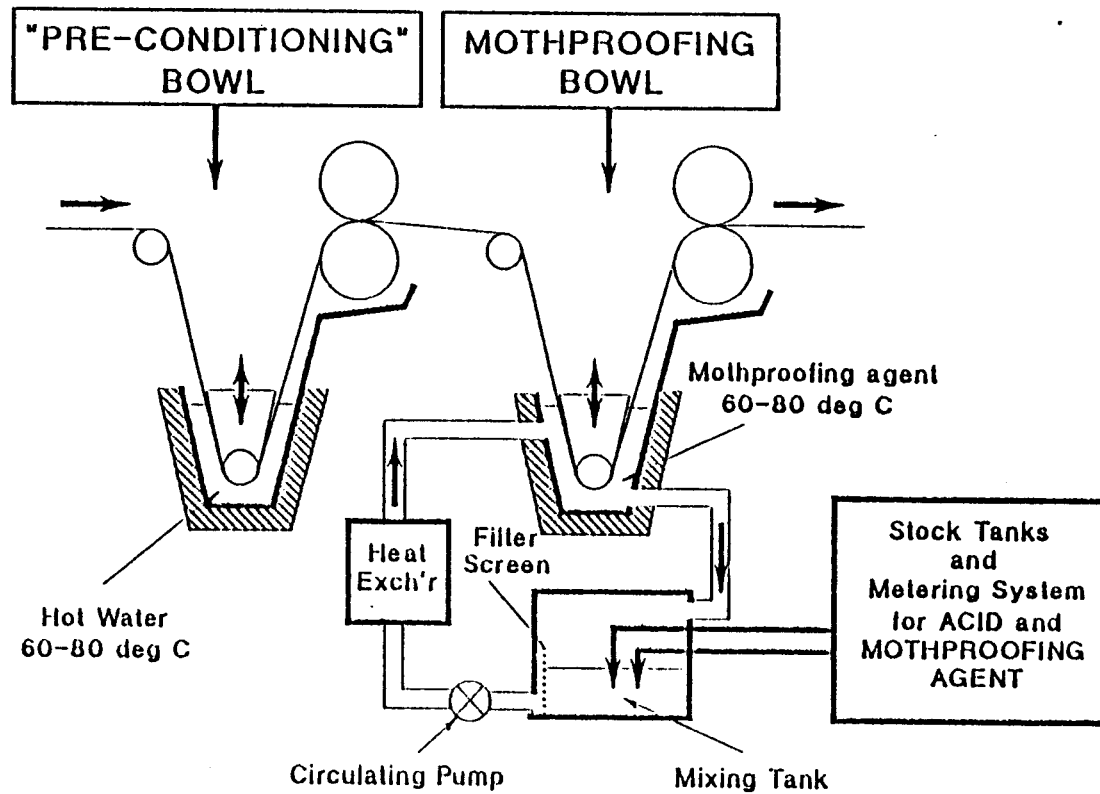 "PRE-CONDITIONING"
BOWL
MOTHPROOFING
BOWL
Mothproofing agent
60-80 deg C
Heat
Exch'r
Filter
Screen
Stock Tanks
and
Metering System
for ACID and
MOTHPROOFING
AGENT
Hot Water
60-80 deg C
Circulating Pump
Mixing Tank